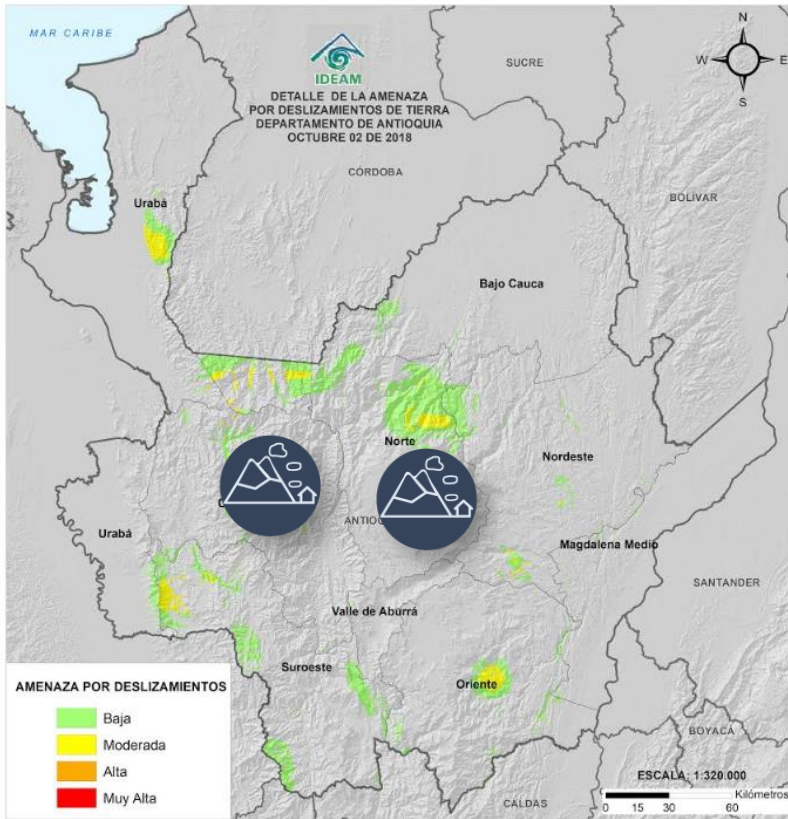 MAR CARIBE
IDEAM
DETALLE DE LA AMENAZA
POR DESLIZAMIENTOS DE TIERRA
DEPARTAMENTO DE ANTIOQUIA
OCTUBRE 02 DE 2018
N
W
E
S
SUCRE
CÓRDOBA
BOLÍVAR
Urabá
Bajo Cauca
Norte
Nordeste
Urabá
Magdalena Medio
SANTANDER
Valle de Aburrá
Suroeste
Oriente
BOYACÁ
CALDAS
AMENAZA POR DESLIZAMIENTOS
Baja
Moderada
Alta
Muy Alta
ESCALA: 1:320.000
Kilómetros
0 15 30 60